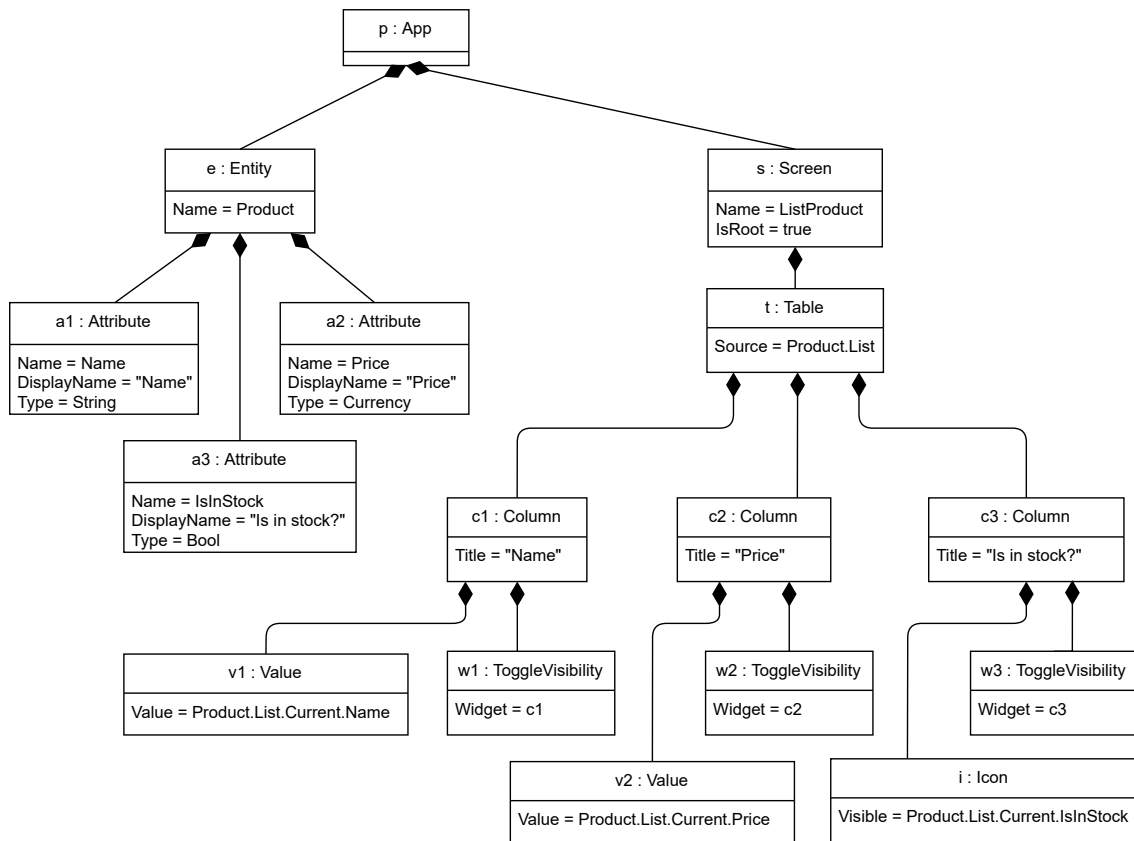 p : App
e : Entity
Name = Product
s : Screen
Name = ListProduct
IsRoot = true
a1 : Attribute
Name = Name
DisplayName = "Name"
Type = String
a2 : Attribute
Name = Price
DisplayName = "Price"
Type = Currency
t : Table
Source = Product.List
a3 : Attribute
Name = IsInStock
DisplayName = "Is in stock?"
Type = Bool
c1 : Column
Title = "Name"
c2 : Column
Title = "Price"
c3 : Column
Title = "Is in stock?"
v1 : Value
Value = Product.List.Current.Name
w1 : ToggleVisibility
Widget = c1
w2 : ToggleVisibility
Widget = c2
w3 : ToggleVisibility
Widget = c3
v2 : Value
Value = Product.List.Current.Price
i : Icon
Visible = Product.List.Current.IsInStock